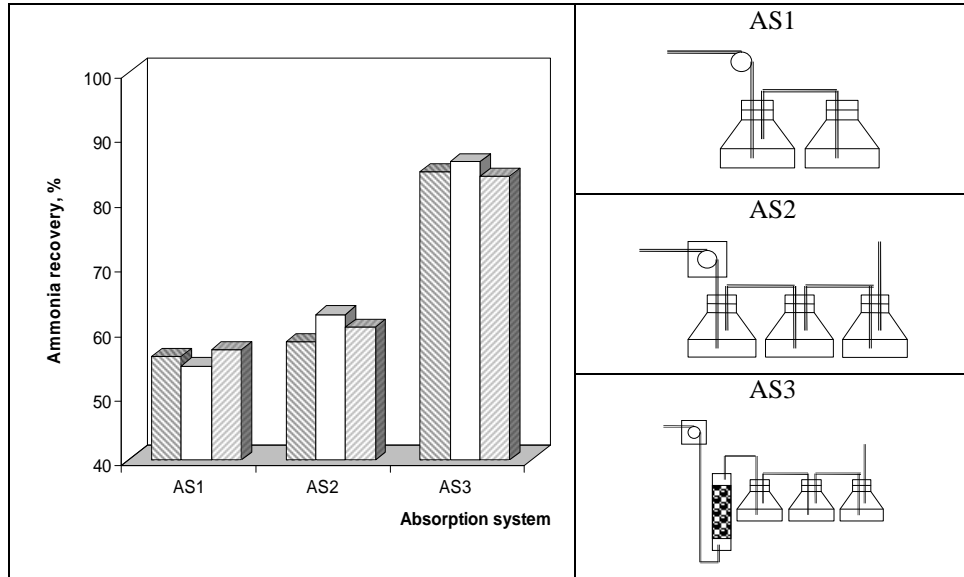 Ammonia recovery, %
100
90
80
70
60
50
40
AS1 AS2 AS3
Absorption system
AS1
AS2
AS3